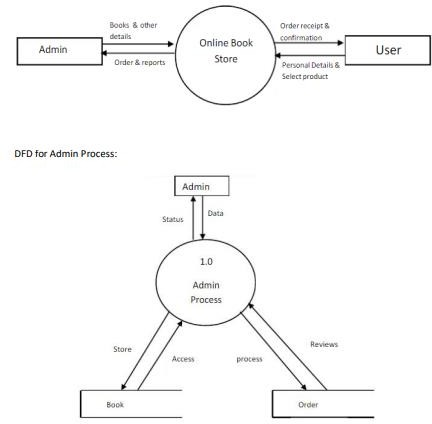 Books & other
details
Order & reports
Admin
Online Book
Store
Order receipt &
confirmation
Personal Details &
Select product
User
DFD for Admin Process:
Admin
Status
Data
1.0
Admin
Process
Store
Access
process
Reviews
Book
Order